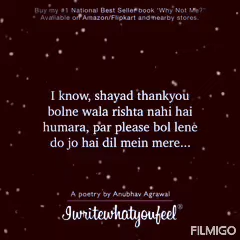 Buy my #1 National Best Seller book "Why Not Me?"
Available on Amazon/Flipkart and nearby stores.
I know, shayad thankyou
bolne wala rishta nahi hai
humara, par please bol lene
do jo hai dil mein mere...
A poetry by Anubhav Agrawal
Iwritewhatyoufeel®
FILMIGO